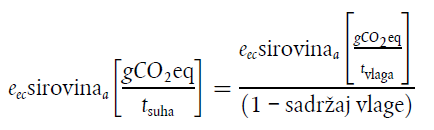 e_ec sirovina_a [gCO₂eq / t_suha] = e_ec sirovina_a [gCO₂eq / t_vlaga] / (1 − sadržaj vlage)